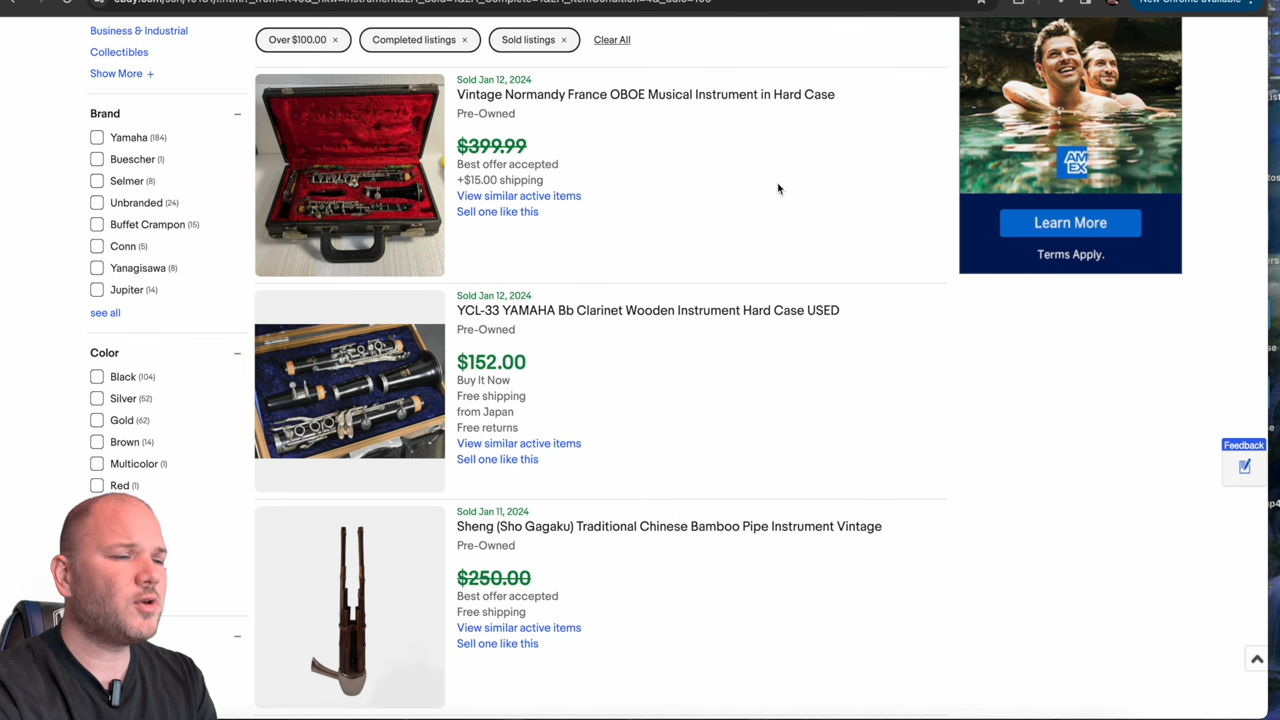 New Chrome available
Business & Industrial
Collectibles
Show More +
Over $100.00 ×
Completed listings ×
Sold listings ×
Clear All
Brand
Yamaha (184)
Buescher (1)
Selmer (8)
Unbranded (24)
Buffet Crampon (15)
Conn (5)
Yanagisawa (8)
Jupiter (14)
see all
Color
Black (104)
Silver (52)
Gold (62)
Brown (14)
Multicolor (1)
Red (1)
Sold Jan 12, 2024
Vintage Normandy France OBOE Musical Instrument in Hard Case
Pre-Owned
$399.99
Best offer accepted
+$15.00 shipping
View similar active items
Sell one like this
Sold Jan 12, 2024
YCL-33 YAMAHA Bb Clarinet Wooden Instrument Hard Case USED
Pre-Owned
$152.00
Buy It Now
Free shipping
from Japan
Free returns
View similar active items
Sell one like this
Sold Jan 11, 2024
Sheng (Sho Gagaku) Traditional Chinese Bamboo Pipe Instrument Vintage
Pre-Owned
$250.00
Best offer accepted
Free shipping
View similar active items
Sell one like this
AM
EX
Learn More
Terms Apply.
Feedback